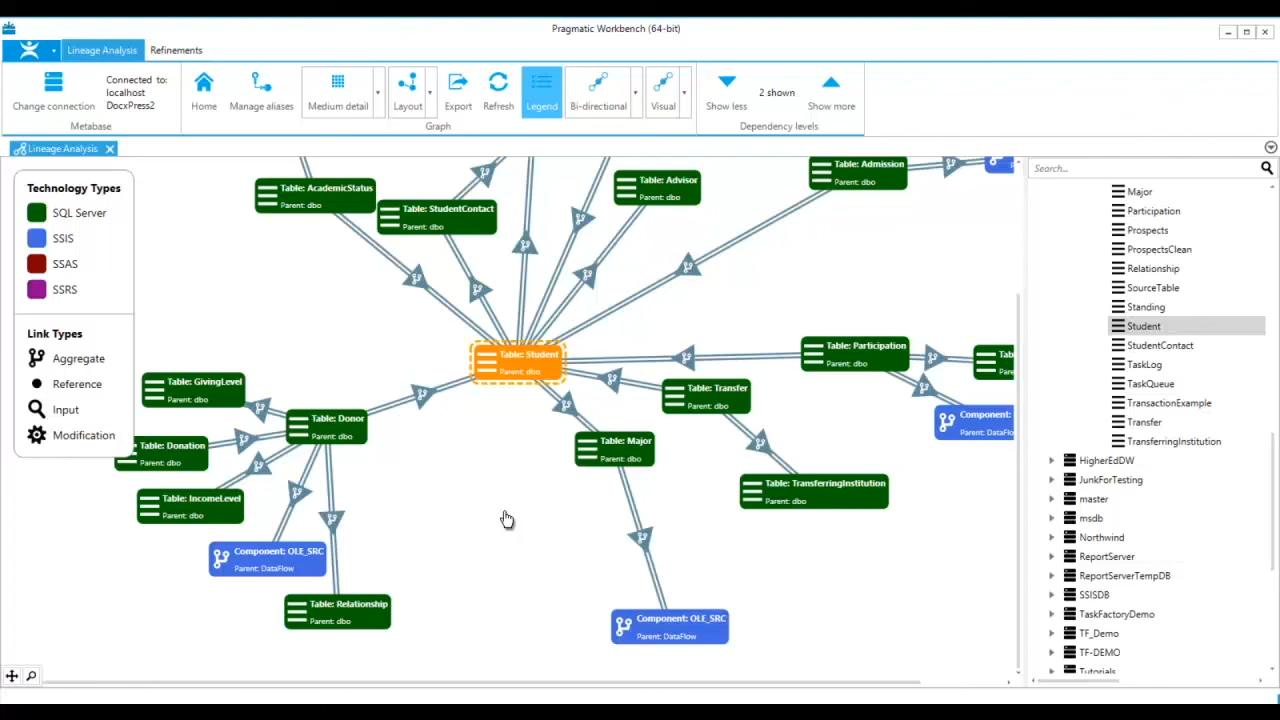 Pragmatic Workbench (64-bit)
Lineage Analysis
Refinements
Change connection
Connected to:
localhost
DocxPress2
Metabase
Home
Manage aliases
Medium detail
Layout
Export
Refresh
Legend
Bi-directional
Visual
Graph
Show less
2 shown
Show more
Dependency levels
Lineage Analysis
Technology Types
SQL Server
SSIS
SSAS
SSRS
Link Types
Aggregate
Reference
Input
Modification
Table: Admission
Parent: dbo
Table: AcademicStatus
Parent: dbo
Table: Advisor
Parent: dbo
Table: StudentContact
Parent: dbo
Table: Student
Parent: dbo
Table: Participation
Parent: dbo
Tab
Paren
Table: GivingLevel
Parent: dbo
Table: Transfer
Parent: dbo
Table: Donor
Parent: dbo
Component:
Parent: DataFlo
Table: Donation
Parent: dbo
Table: Major
Parent: dbo
Table: IncomeLevel
Parent: dbo
Table: TransferringInstitution
Parent: dbo
Component: OLE_SRC
Parent: DataFlow
Table: Relationship
Parent: dbo
Component: OLE_SRC
Parent: DataFlow
Search...
Major
Participation
Prospects
ProspectsClean
Relationship
SourceTable
Standing
Student
StudentContact
TaskLog
TaskQueue
TransactionExample
Transfer
TransferringInstitution
HigherEdDW
JunkForTesting
master
msdb
Northwind
ReportServer
ReportServerTempDB
SSISDB
TaskFactoryDemo
TF_Demo
TF-DEMO
Tutorials